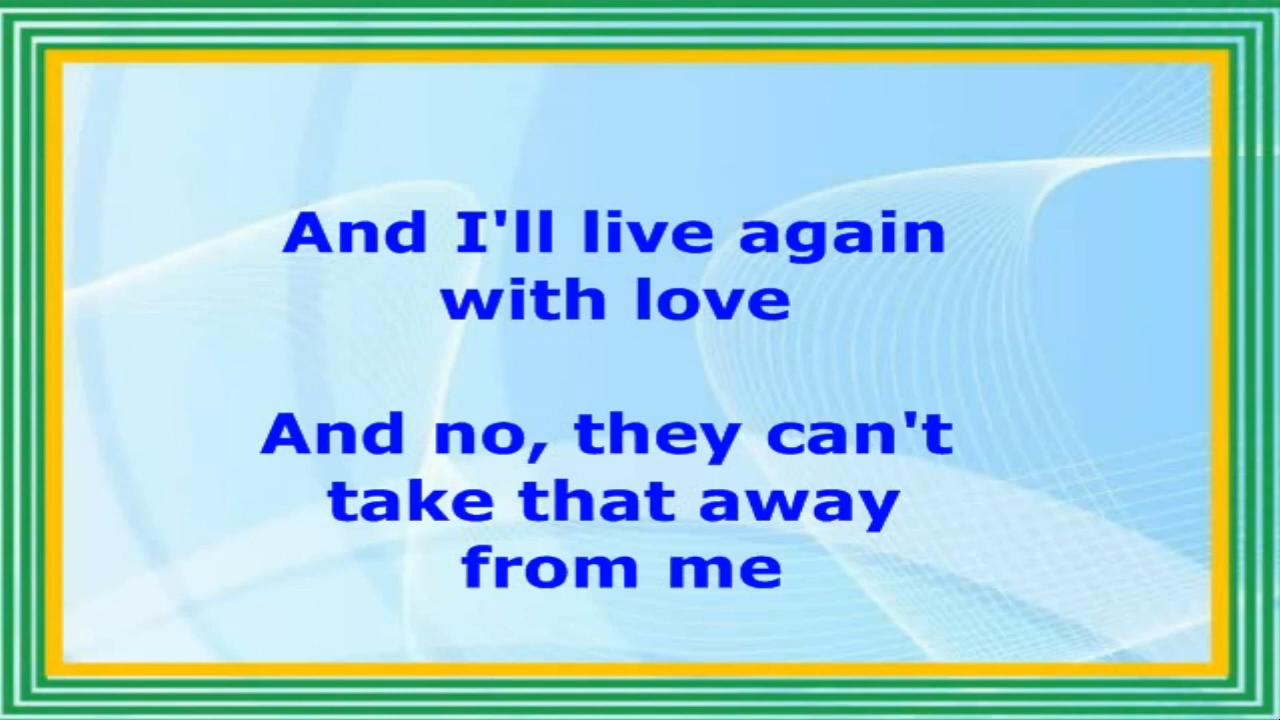 And I'll live again
with love
And no, they can't
take that away
from me